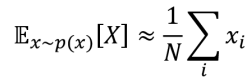 𝔼ₓ~ₚ₍ₓ₎[X] ≈ 1/N ∑ᵢ xᵢ